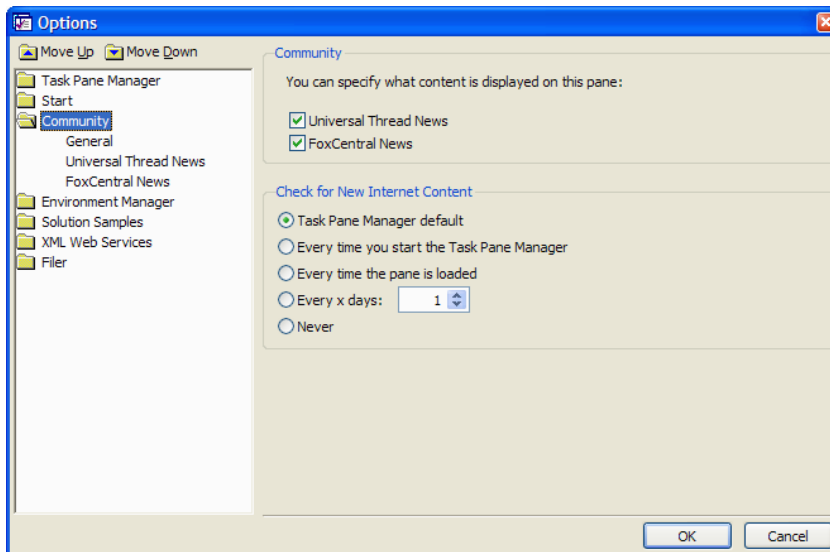 Options
Move Up Move Down
Task Pane Manager
Start
Community
General
Universal Thread News
FoxCentral News
Environment Manager
Solution Samples
XML Web Services
Filer
Community
You can specify what content is displayed on this pane:
Universal Thread News
FoxCentral News
Check for New Internet Content
Task Pane Manager default
Every time you start the Task Pane Manager
Every time the pane is loaded
Every x days: 1
Never
OK Cancel